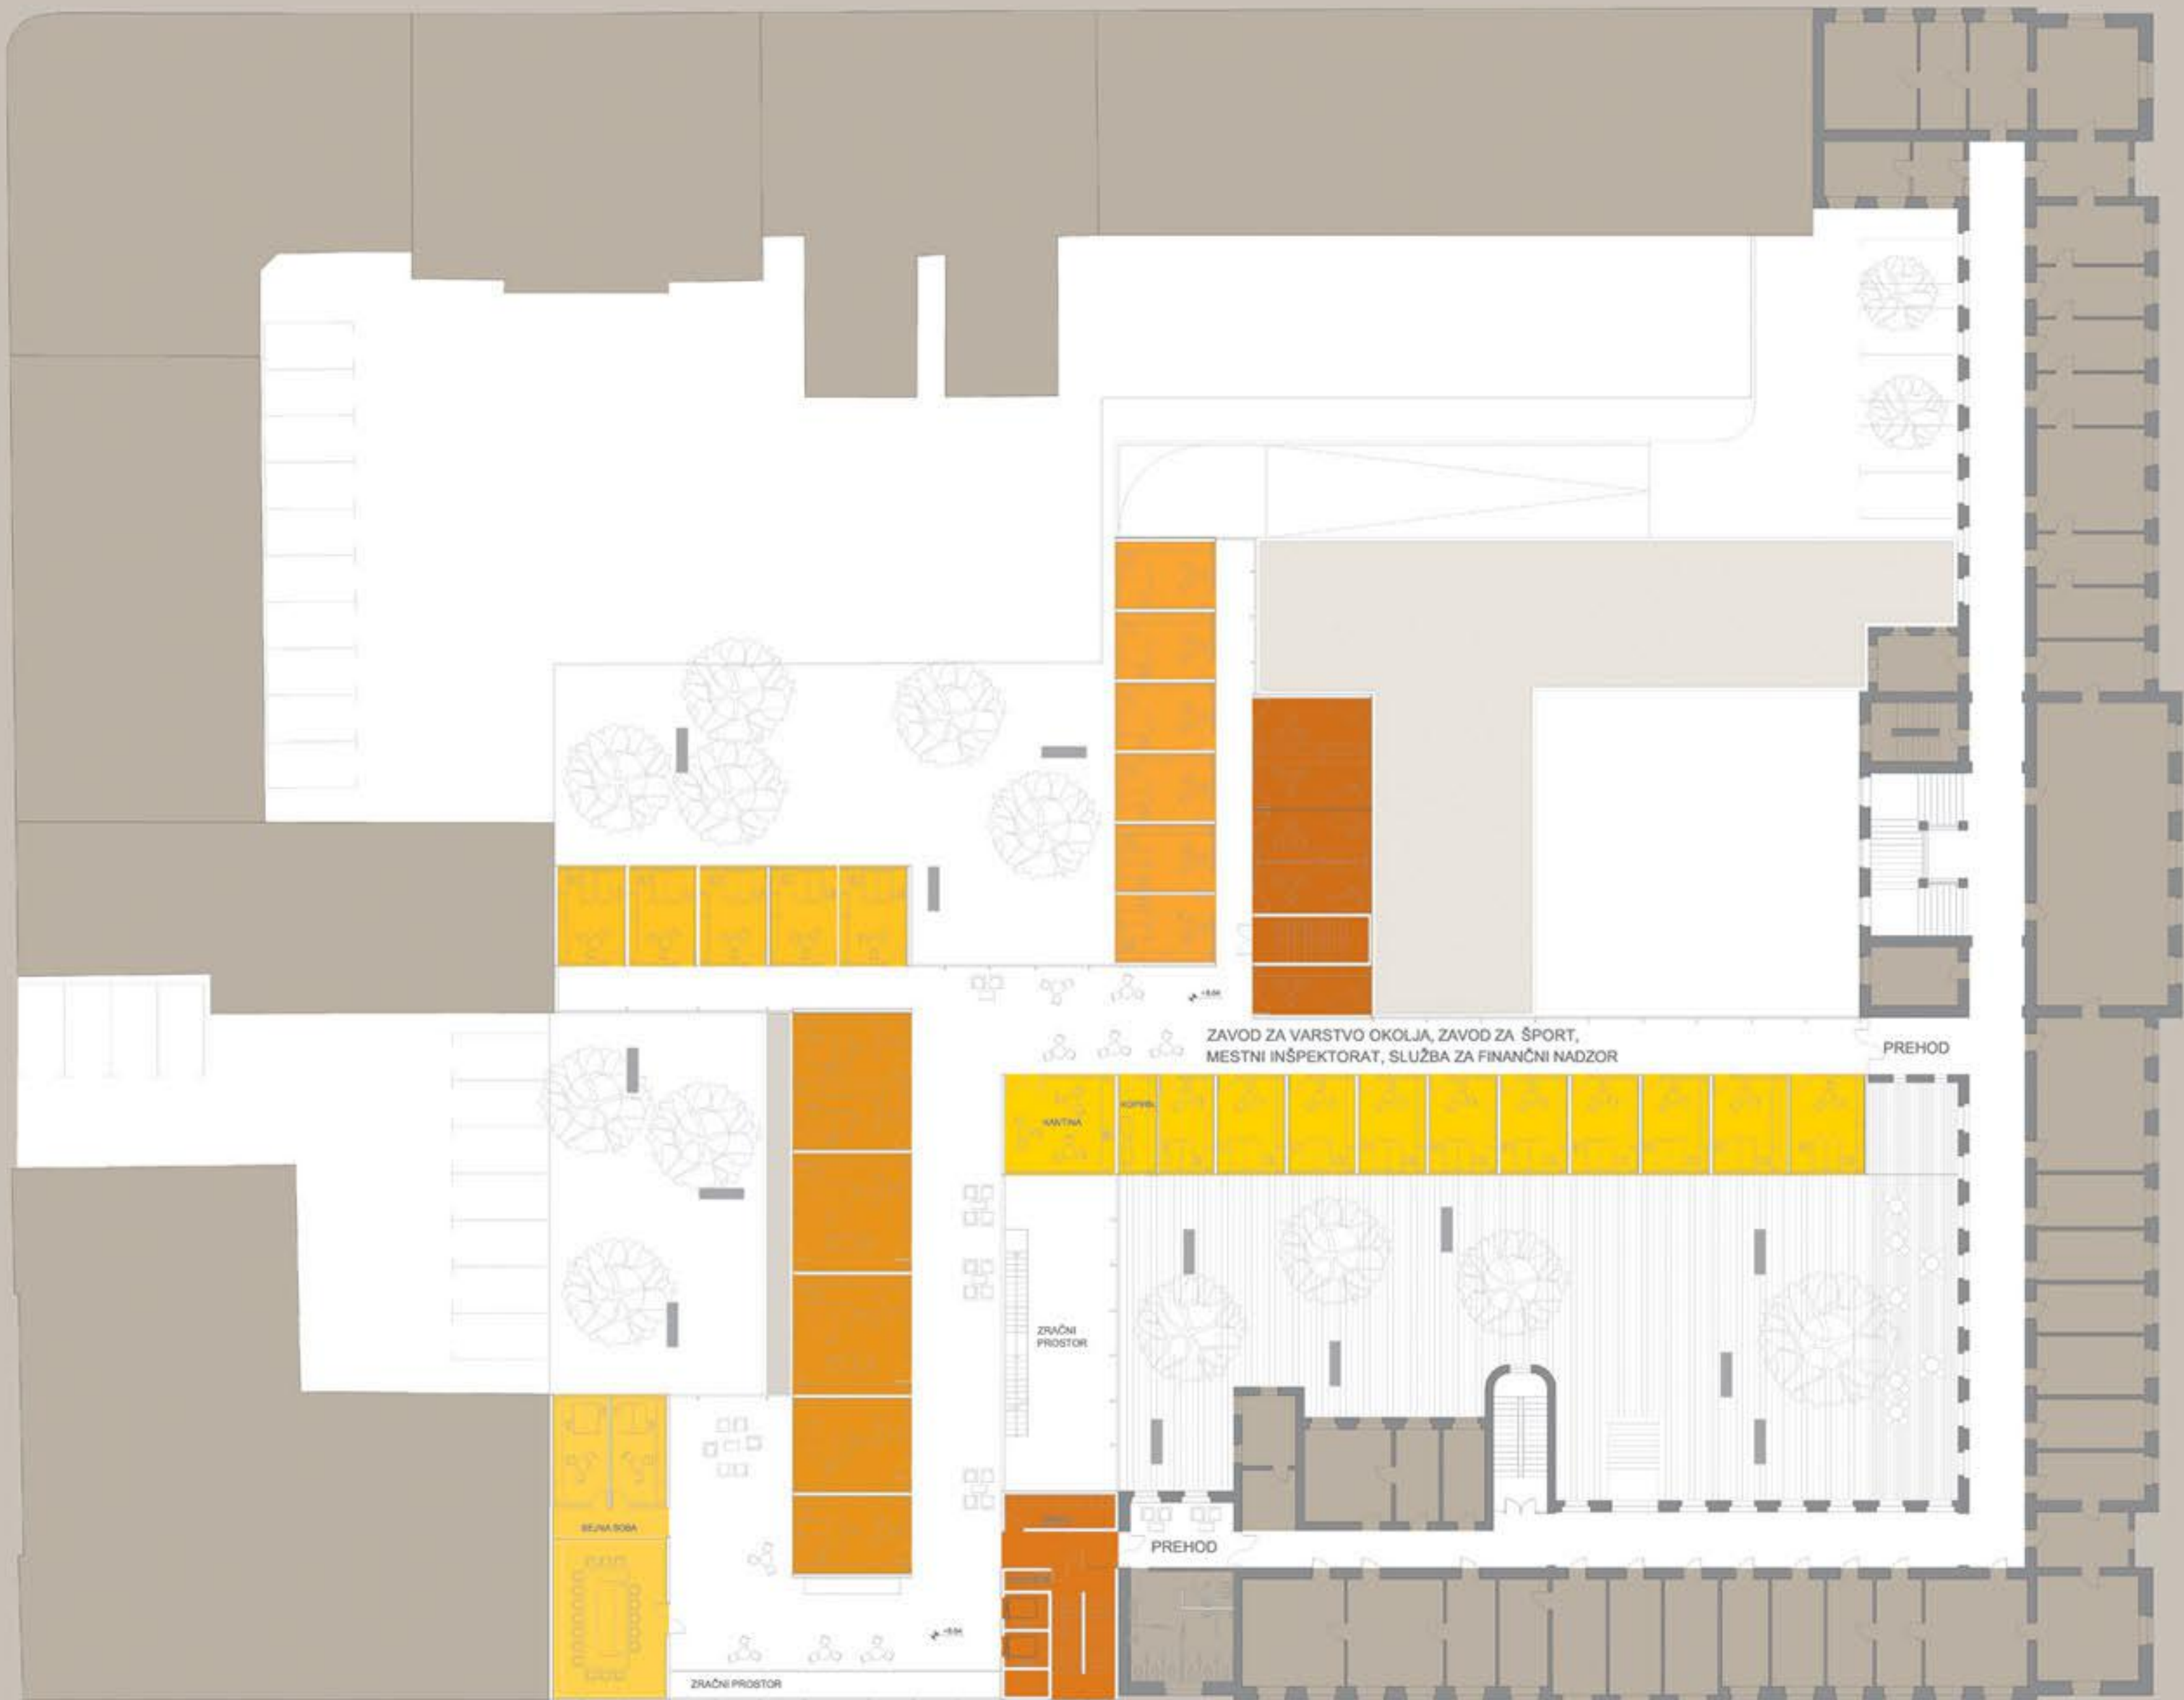 ZAVOD ZA VARSTVO OKOLJA, ZAVOD ZA ŠPORT,
MESTNI INŠPEKTORAT, SLUŽBA ZA FINANČNI NADZOR
PREHOD
KANTINA
ZRAČNI
PROSTOR
SEJNA SOBA
PREHOD
ZRAČNI PROSTOR